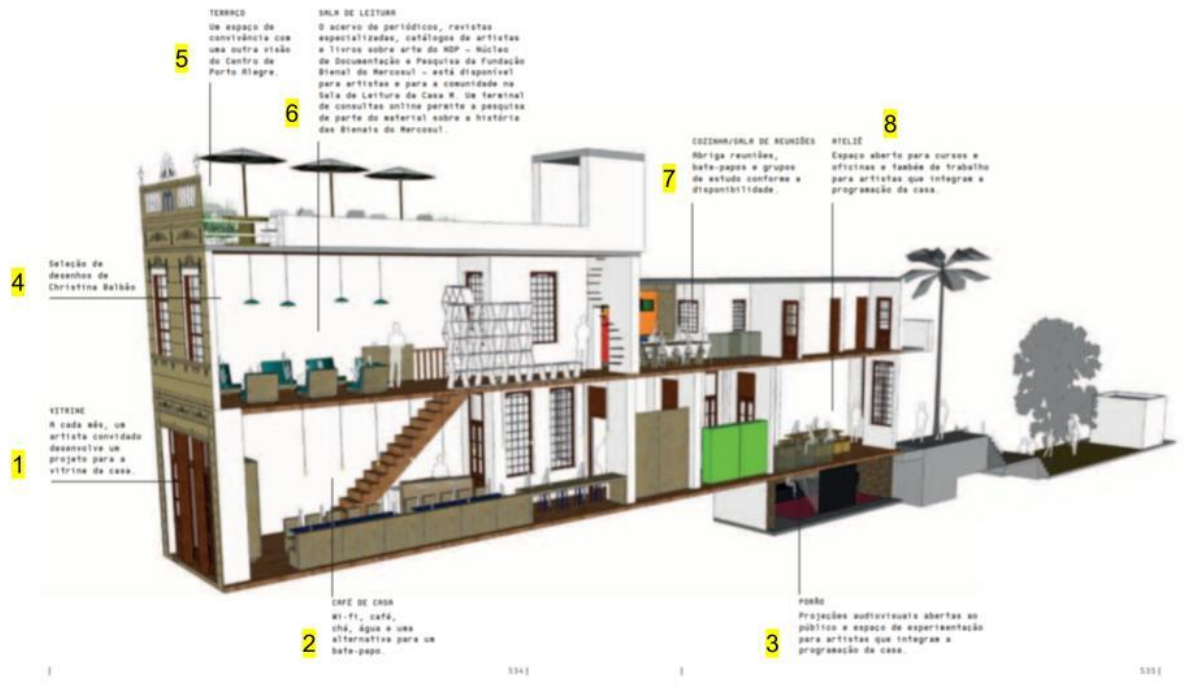 TERRAÇO
Um espaço de
convivência com
uma outra visão
do Centro de
Porto Alegre.
5
SALA DE LEITURA
O acervo de periódicos, revistas
especializadas, catálogos de artistas
e livros sobre arte do NDP – Núcleo
de Documentação e Pesquisa da Fundação
Bienal do Mercosul – está disponível
para artistas e para a comunidade na
Sala de Leitura da Casa M. Um terminal
de consultas online permite a pesquisa
de parte do material sobre a história
das Bienais do Mercosul.
6
COZINHA/SALA DE REUNIÕES
Abriga reuniões,
bate-papos e grupos
de estudo conforme a
disponibilidade.
7
8
ATELIÊ
Espaço aberto para cursos e
oficinas e também de trabalho
para artistas que integram a
programação da casa.
4
Seleção de
desenhos de
Christina Balbão
VITRINE
A cada mês, um
artista convidado
desenvolve um
projeto para a
vitrine da casa.
1
CAFÉ DE CASA
Wi-fi, café,
chá, água e uma
alternativa para um
bate-papo.
2
PORÃO
Projeções audiovisuais abertas ao
público e espaço de experimentação
para artistas que integram a
programação da casa.
3
534
535